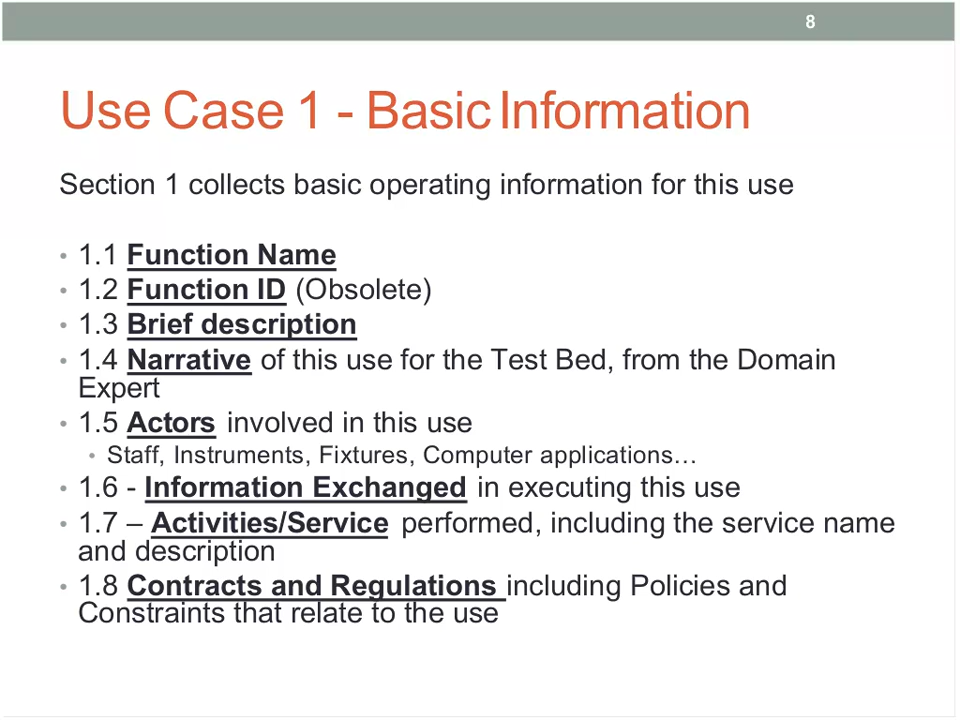 8
Use Case 1 - Basic Information
Section 1 collects basic operating information for this use
• 1.1 Function Name
• 1.2 Function ID (Obsolete)
• 1.3 Brief description
• 1.4 Narrative of this use for the Test Bed, from the Domain
Expert
• 1.5 Actors involved in this use
• Staff, Instruments, Fixtures, Computer applications…
• 1.6 - Information Exchanged in executing this use
• 1.7 – Activities/Service performed, including the service name
and description
• 1.8 Contracts and Regulations including Policies and
Constraints that relate to the use